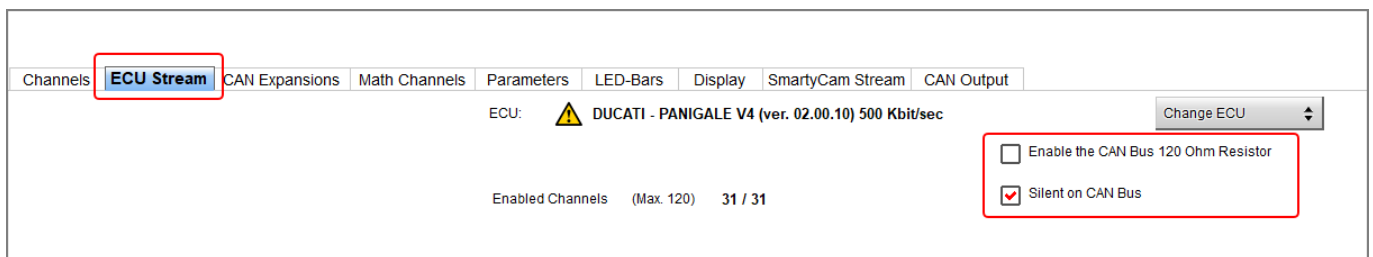 Channels ECU Stream CAN Expansions Math Channels Parameters LED-Bars Display SmartyCam Stream CAN Output
ECU: DUCATI - PANIGALE V4 (ver. 02.00.10) 500 Kbit/sec Change ECU
Enable the CAN Bus 120 Ohm Resistor
Enabled Channels (Max. 120) 31 / 31 Silent on CAN Bus